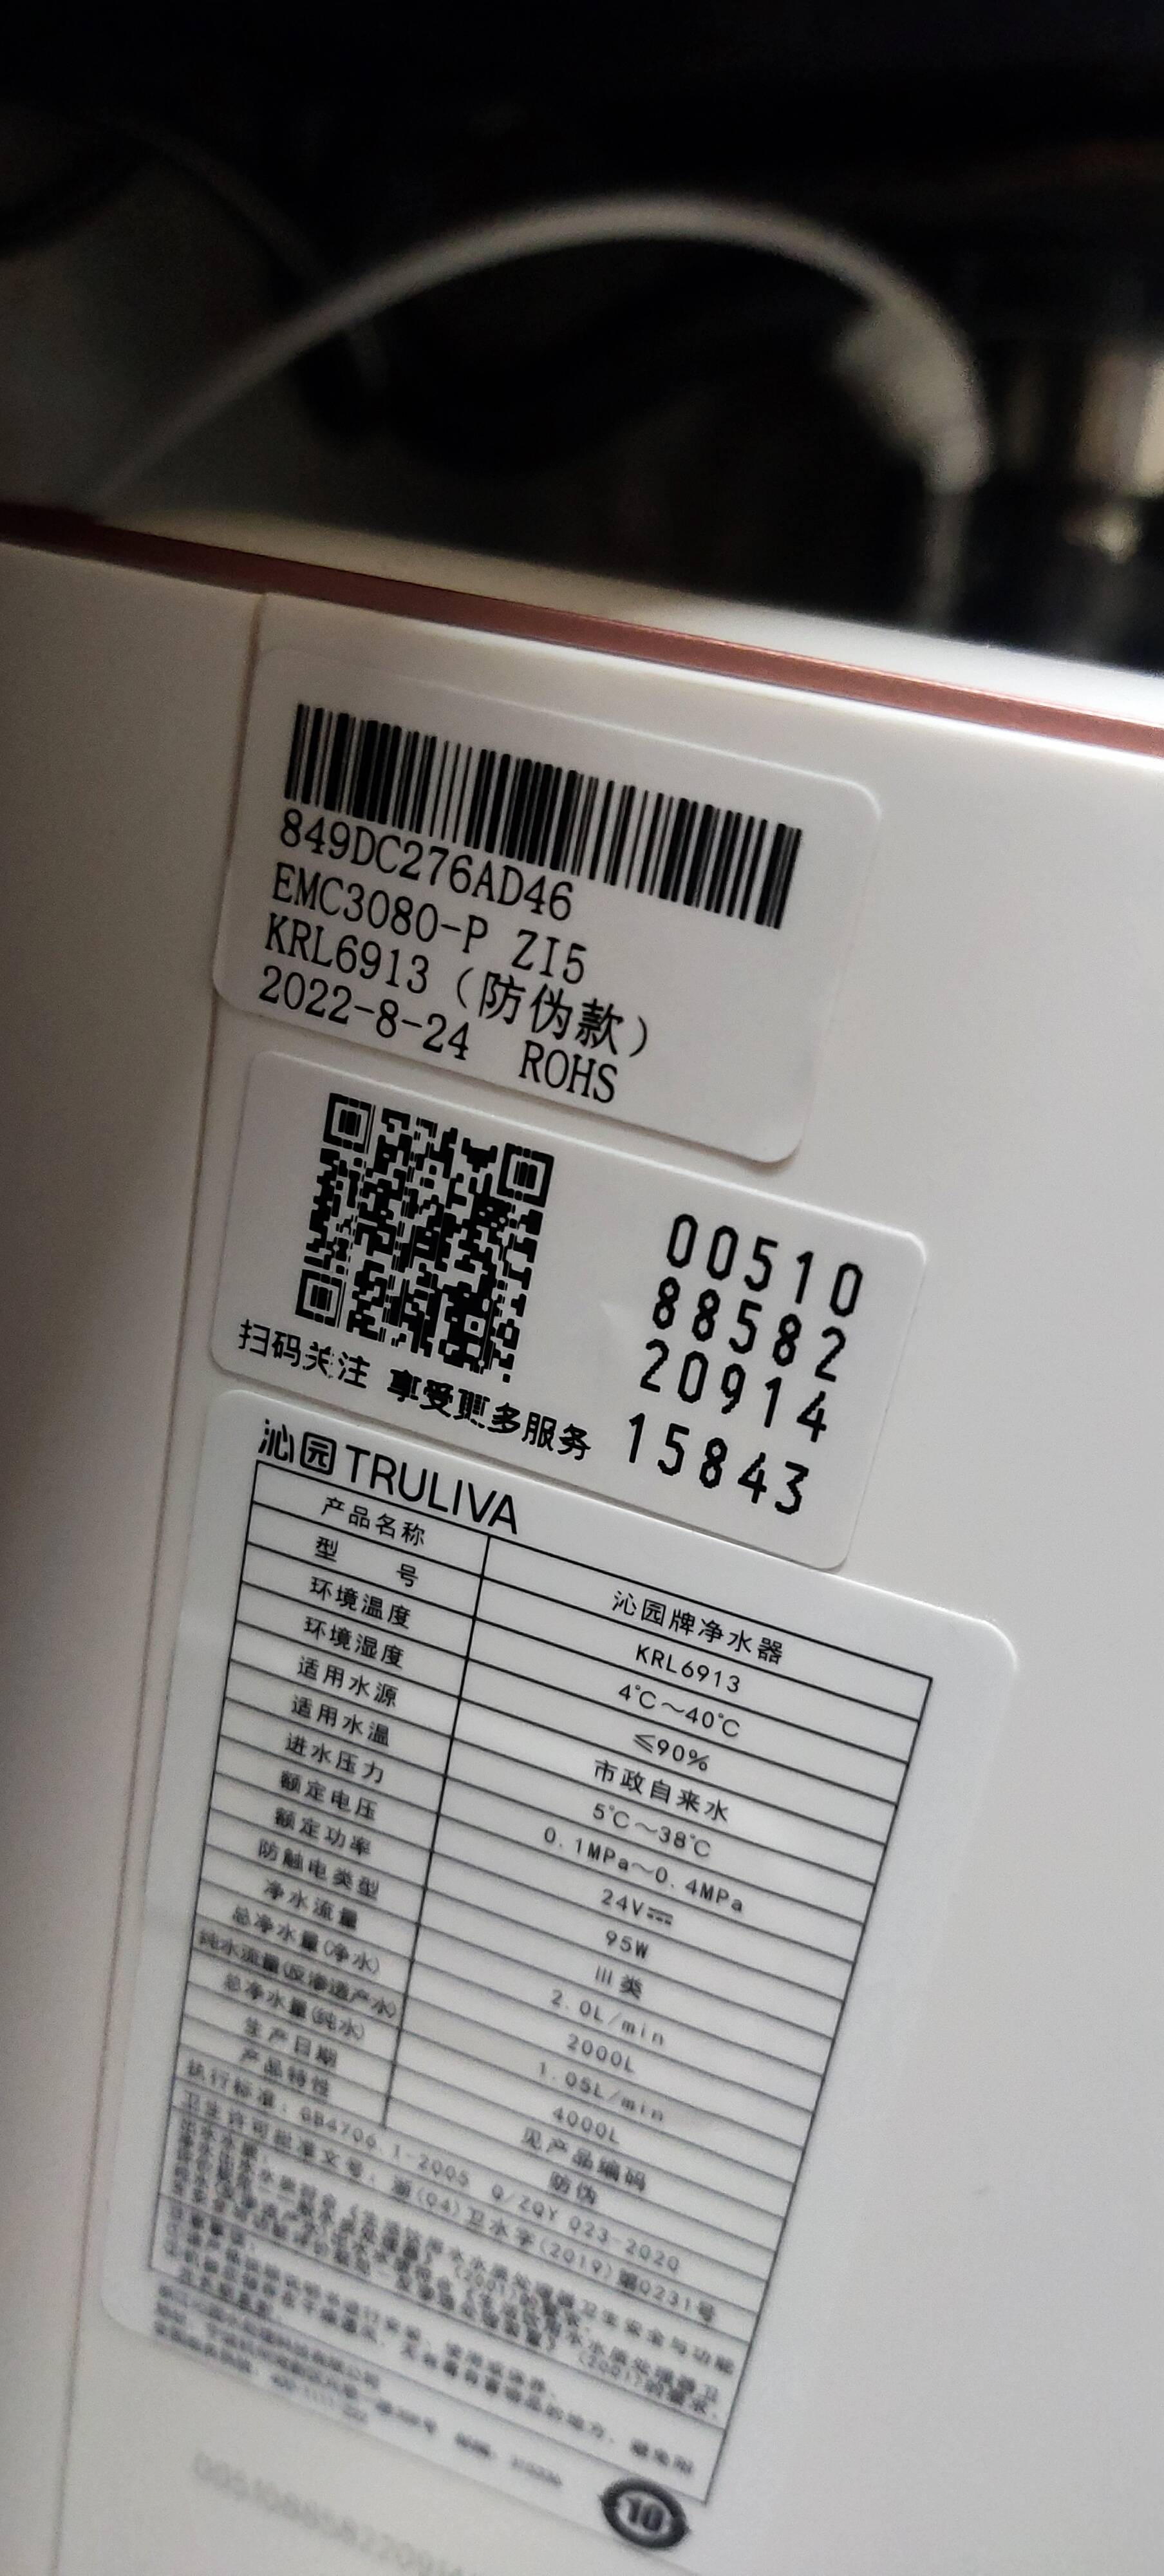 849DC276AD46
EMC3080-P ZI5
KRL6913（防伪款）
2022-8-24 ROHS
00510
88582
20914
15843
扫码关注 享受更多服务
沁园 TRULIVA
产品名称 沁园牌净水器
型 号 KRL6913
环境温度 4℃～40℃
环境湿度 ≤90%
适用水源 市政自来水
适用水温 5℃～38℃
进水压力 0.1MPa～0.4MPa
额定电压 24V⎓
额定功率 95W
防触电类型 III 类
净水流量 2.0L/min
总净水量(净水) 2000L
纯水流量(反渗透产水) 1.05L/min
总净水量(纯水) 4000L
生产日期 见产品编码
产品特性 防伪
执行标准: GB4706.1-2005 Q/ZQY 023-2020
卫生许可批准文号: 浙(04)卫水字(2019)第0231号
10